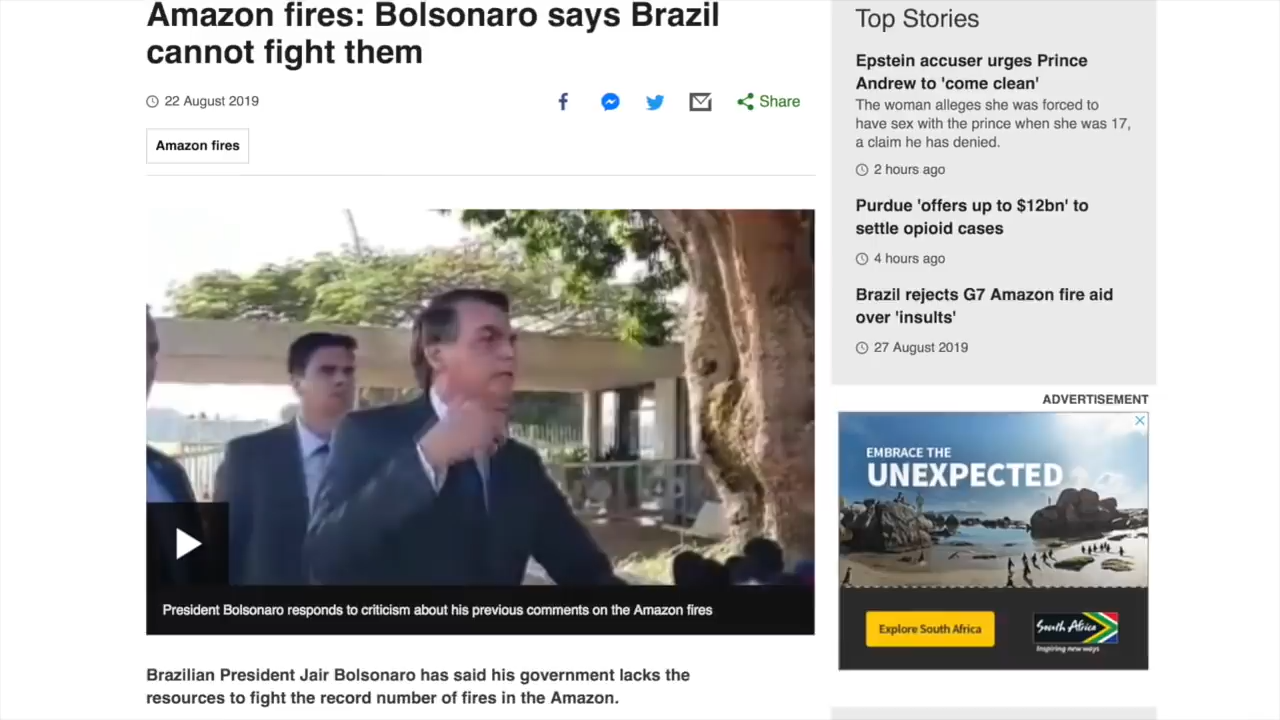 Amazon fires: Bolsonaro says Brazil
cannot fight them
22 August 2019
Share
Amazon fires
President Bolsonaro responds to criticism about his previous comments on the Amazon fires
Brazilian President Jair Bolsonaro has said his government lacks the
resources to fight the record number of fires in the Amazon.
Top Stories
Epstein accuser urges Prince
Andrew to 'come clean'
The woman alleges she was forced to
have sex with the prince when she was 17,
a claim he has denied.
2 hours ago
Purdue 'offers up to $12bn' to
settle opioid cases
4 hours ago
Brazil rejects G7 Amazon fire aid
over 'insults'
27 August 2019
ADVERTISEMENT
EMBRACE THE
UNEXPECTED
Explore South Africa
South Africa
Inspiring new ways